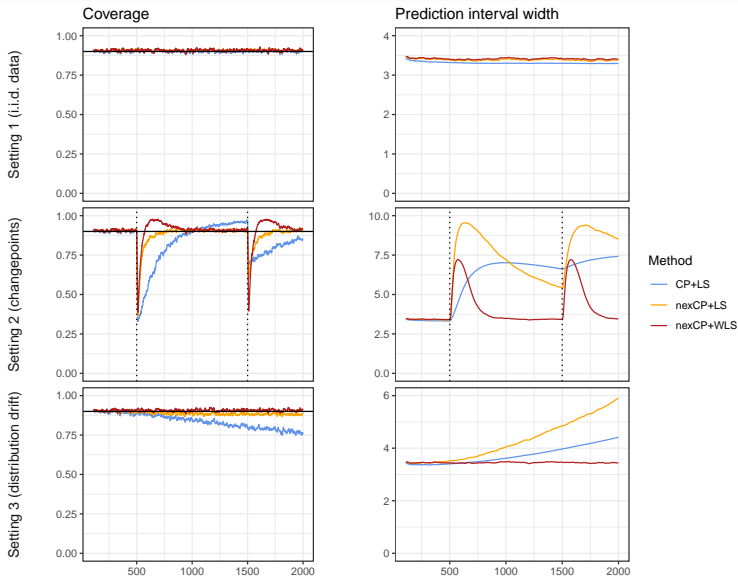 Coverage
Prediction interval width
Setting 1 (i.i.d. data)
1.00
0.75
0.50
0.25
0.00
4
3
2
1
0
Setting 2 (changepoints)
1.00
0.75
0.50
0.25
0.00
10.0
7.5
5.0
2.5
0.0
Method
CP+LS
nexCP+LS
nexCP+WLS
Setting 3 (distribution drift)
1.00
0.75
0.50
0.25
0.00
6
4
2
0
500 1000 1500 2000
500 1000 1500 2000